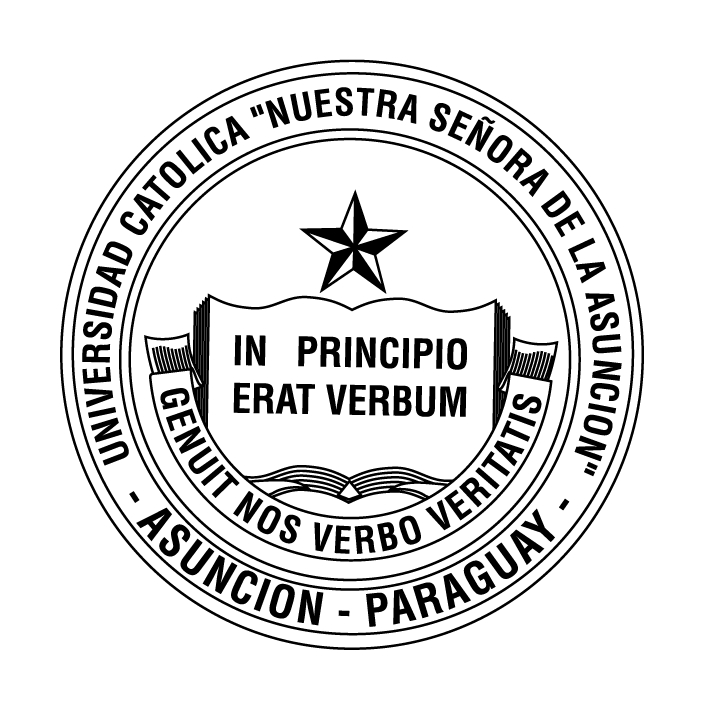 UNIVERSIDAD CATOLICA "NUESTRA SEÑORA DE LA ASUNCION"
IN PRINCIPIO
ERAT VERBUM
GENUIT NOS VERBO VERITATIS
- ASUNCION - PARAGUAY -